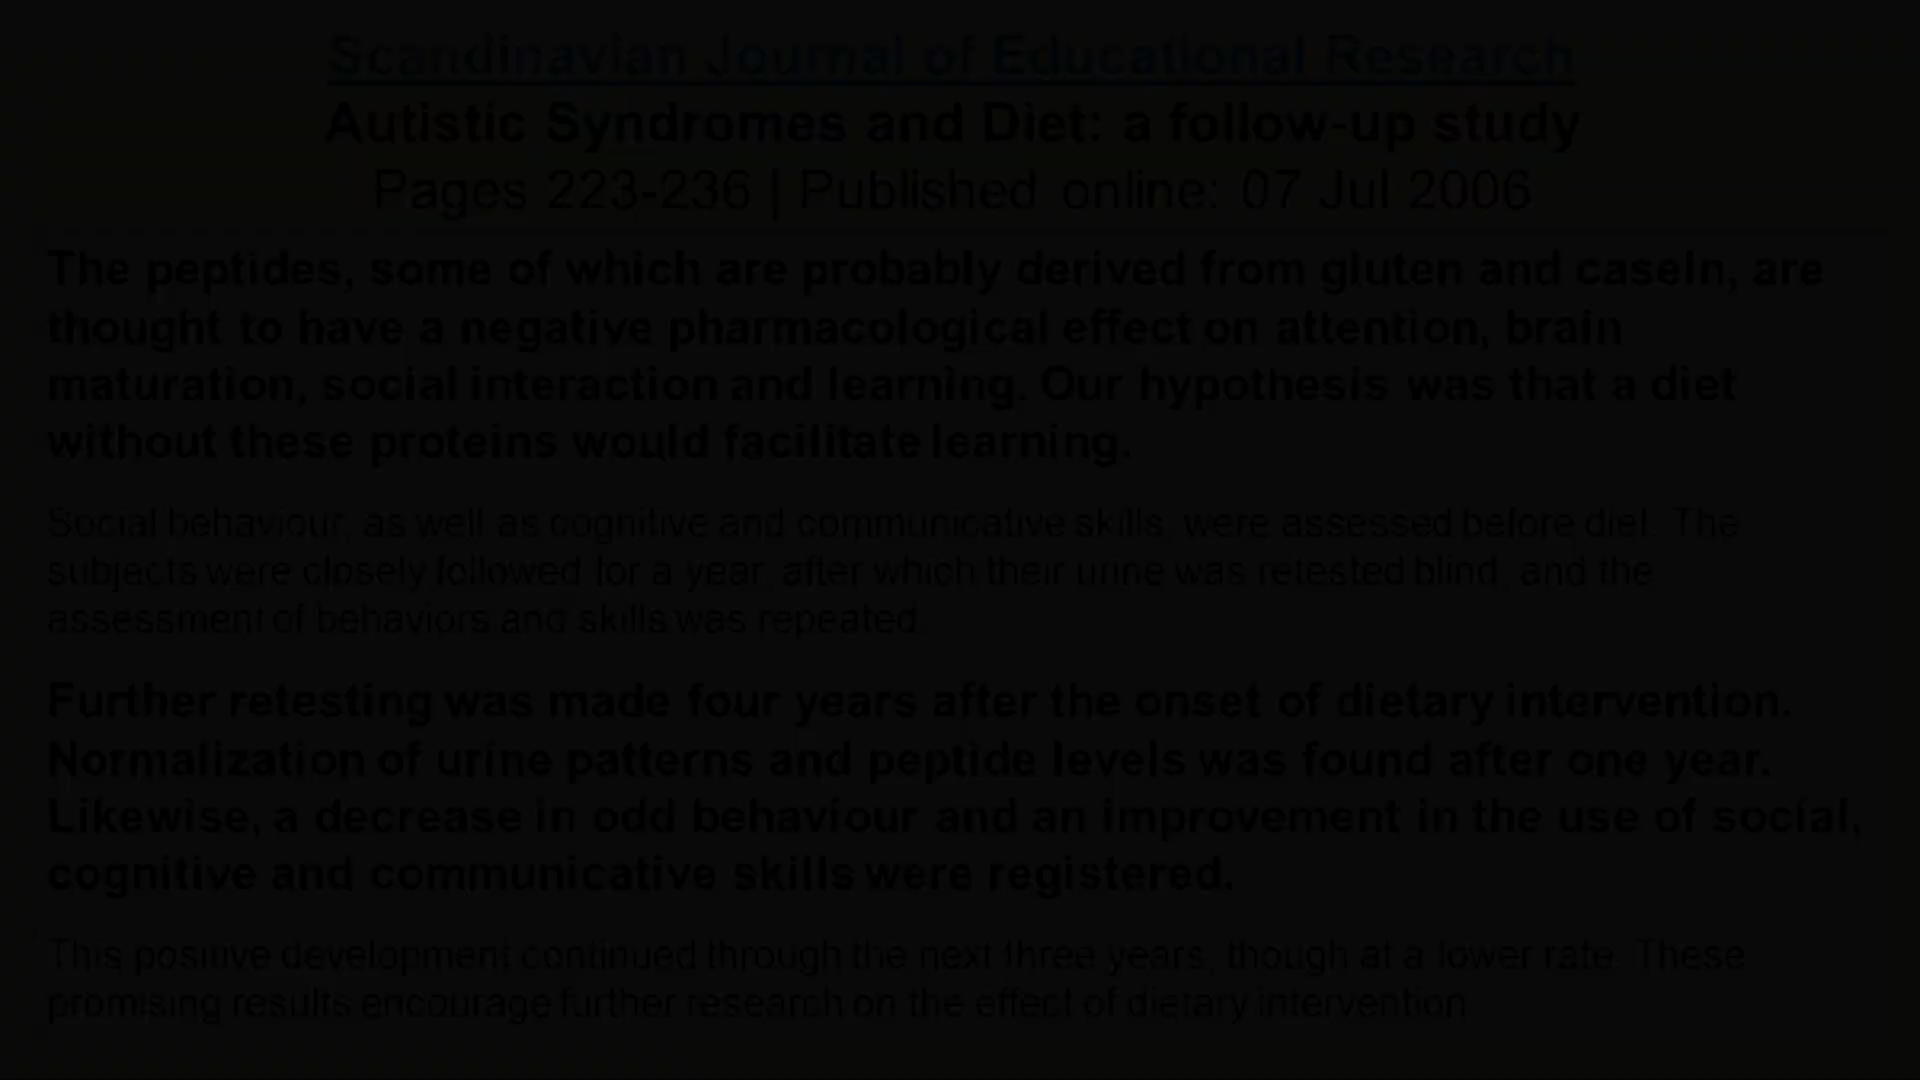 Scandinavian Journal of Educational Research
Autistic Syndromes and Diet: a follow-up study
Pages 223-236 | Published online: 07 Jul 2006
The peptides, some of which are probably derived from gluten and casein, are
thought to have a negative pharmacological effect on attention, brain
maturation, social interaction and learning. Our hypothesis was that a diet
without these proteins would facilitate learning.
Social behaviour, as well as cognitive and communicative skills, were assessed before diet. The
subjects were closely followed for a year, after which their urine was retested blind, and the
assessment of behaviors and skills was repeated.
Further retesting was made four years after the onset of dietary intervention.
Normalization of urine patterns and peptide levels was found after one year.
Likewise, a decrease in odd behaviour and an improvement in the use of social,
cognitive and communicative skills were registered.
This positive development continued through the next three years, though at a lower rate. These
promising results encourage further research on the effect of dietary intervention